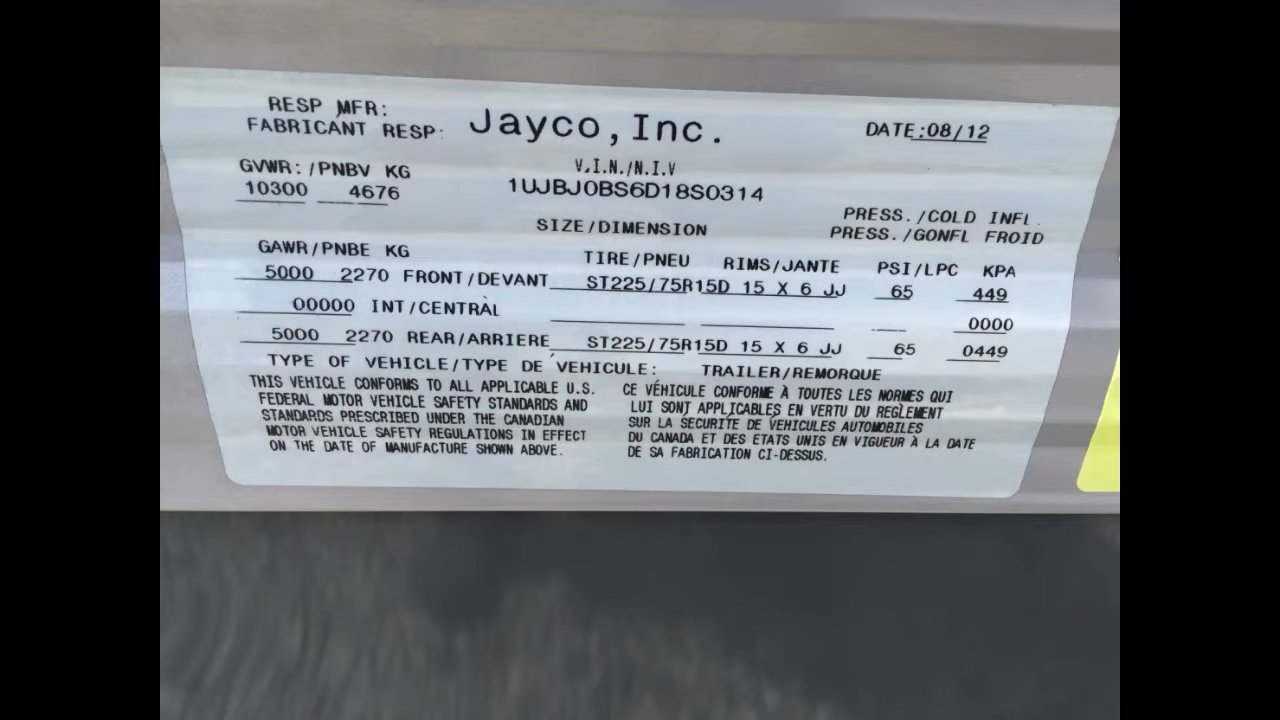 RESP MFR:
FABRICANT RESP: Jayco, Inc. DATE:08/12
GVWR:/PNBV KG V.I.N./N.I.V
10300 4676 1UJBJ0BS6D18S0314
SIZE/DIMENSION PRESS./COLD INFL.
PRESS./GONFL FROID
GAWR/PNBE KG TIRE/PNEU RIMS/JANTE PSI/LPC KPA
5000 2270 FRONT/DEVANT ST225/75R15D 15 X 6 JJ 65 449
00000 INT/CENTRÀL 0000
5000 2270 REAR/ARRIERE ST225/75R15D 15 X 6 JJ 65 0449
TYPE OF VEHICLE/TYPE DE VÉHICULE: TRAILER/REMORQUE
THIS VEHICLE CONFORMS TO ALL APPLICABLE U.S.
FEDERAL MOTOR VEHICLE SAFETY STANDARDS AND
STANDARDS PRESCRIBED UNDER THE CANADIAN
MOTOR VEHICLE SAFETY REGULATIONS IN EFFECT
ON THE DATE OF MANUFACTURE SHOWN ABOVE.
CE VÉHICULE CONFORME À TOUTES LES NORMES QUI
LUI SONT APPLICABLES EN VERTU DU REGLEMENT
SUR LA SECURITE DE VÉHICULES AUTOMOBILES
DU CANADA ET DES ETATS UNIS EN VIGUEUR À LA DATE
DE SA FABRICATION CI-DESSUS.